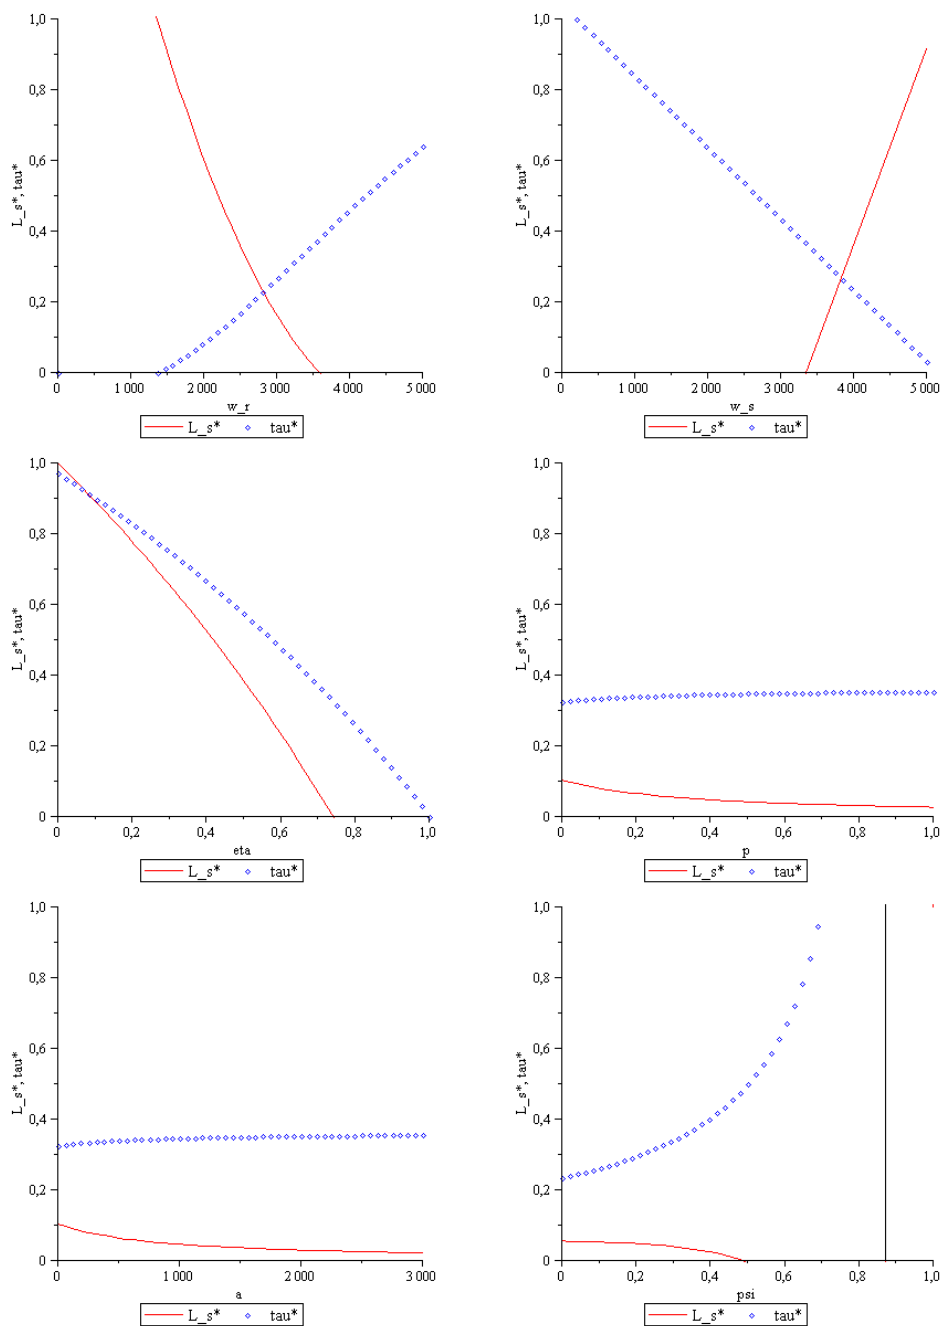 1,0 1,0
0,8 0,8
0,6 0,6
L_s*, tau* L_s*, tau*
0,4 0,4
0,2 0,2
0 0
0 1 000 2 000 3 000 4 000 5 000 0 1 000 2 000 3 000 4 000 5 000
w_r w_s
L_s* tau* L_s* tau*
1,0 1,0
0,8 0,8
0,6 0,6
L_s*, tau* L_s*, tau*
0,4 0,4
0,2 0,2
0 0
0 0,2 0,4 0,6 0,8 1,0 0 0,2 0,4 0,6 0,8 1,0
eta p
L_s* tau* L_s* tau*
1,0 1,0
0,8 0,8
0,6 0,6
L_s*, tau* L_s*, tau*
0,4 0,4
0,2 0,2
0 0
0 1 000 2 000 3 000 0 0,2 0,4 0,6 0,8 1,0
a psi
L_s* tau* L_s* tau*